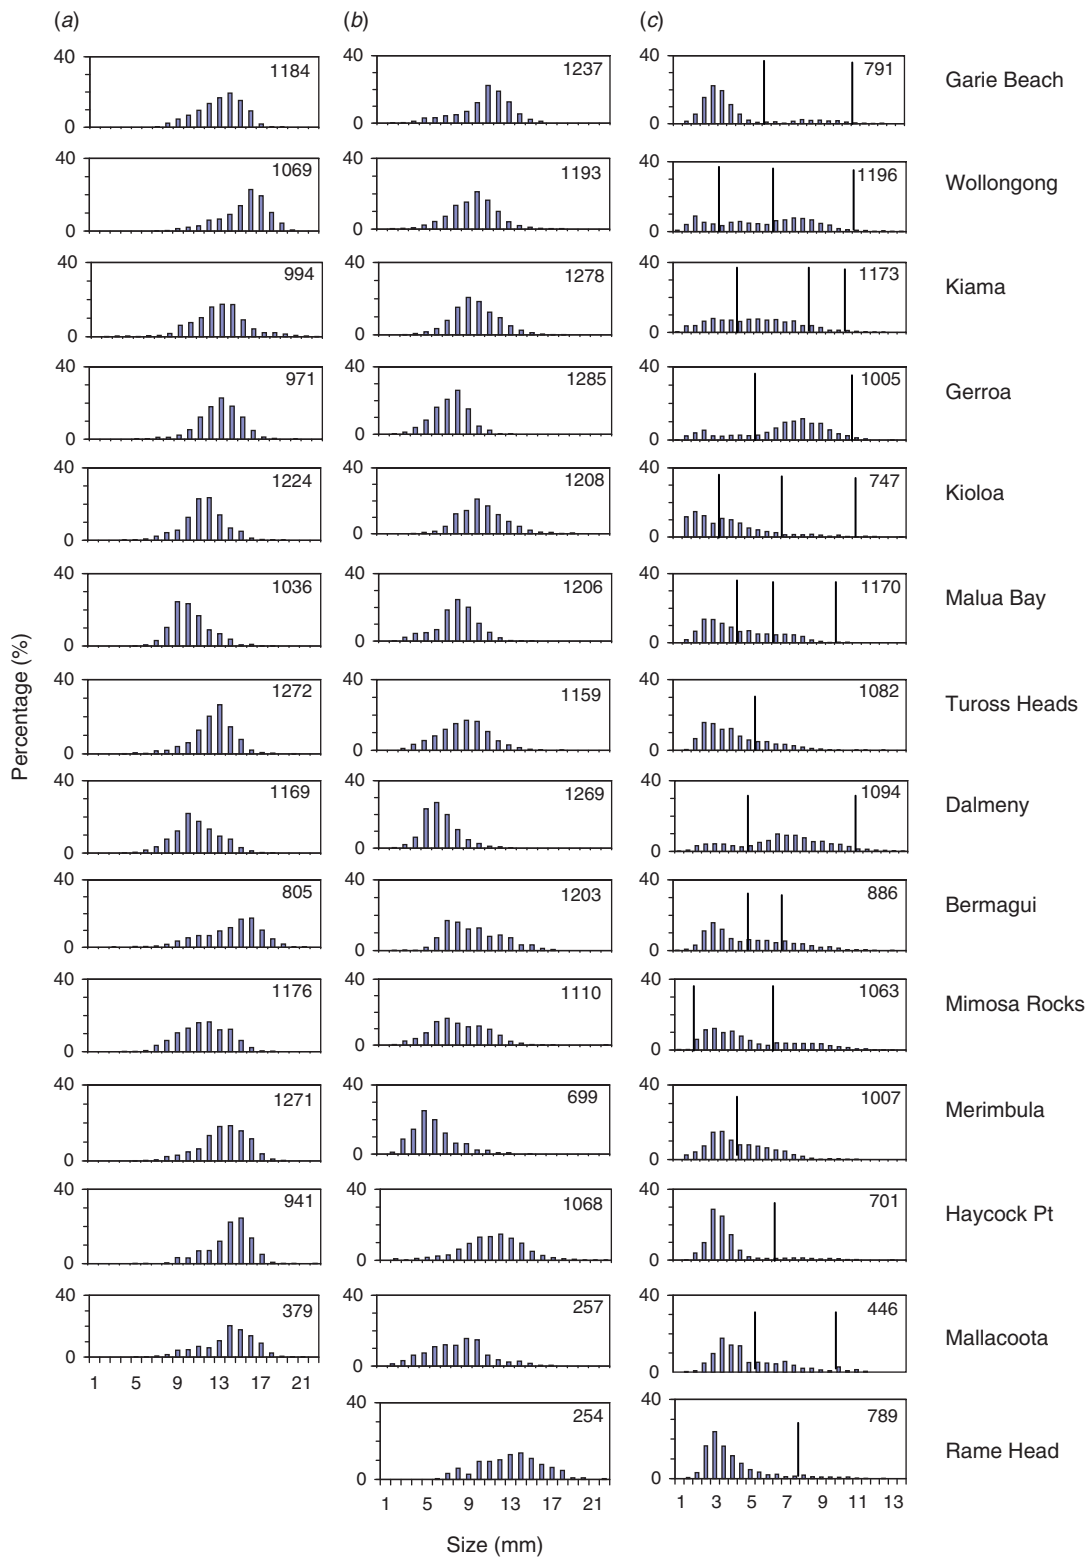 (a) (b) (c)
40 1184 40 1237 40 791 Garie Beach
0 0 0
40 1069 40 1193 40 1196 Wollongong
0 0 0
40 994 40 1278 40 1173 Kiama
0 0 0
40 971 40 1285 40 1005 Gerroa
0 0 0
40 1224 40 1208 40 747 Kioloa
0 0 0
40 1036 40 1206 40 1170 Malua Bay
0 0 0
Percentage (%)
40 1272 40 1159 40 1082 Tuross Heads
0 0 0
40 1169 40 1269 40 1094 Dalmeny
0 0 0
40 805 40 1203 40 886 Bermagui
0 0 0
40 1176 40 1110 40 1063 Mimosa Rocks
0 0 0
40 1271 40 699 40 1007 Merimbula
0 0 0
40 941 40 1068 40 701 Haycock Pt
0 0 0
40 379 40 257 40 446 Mallacoota
0 0 0
1 5 9 13 17 21
40 254 40 789 Rame Head
0 0
1 5 9 13 17 21 1 3 5 7 9 11 13
Size (mm)